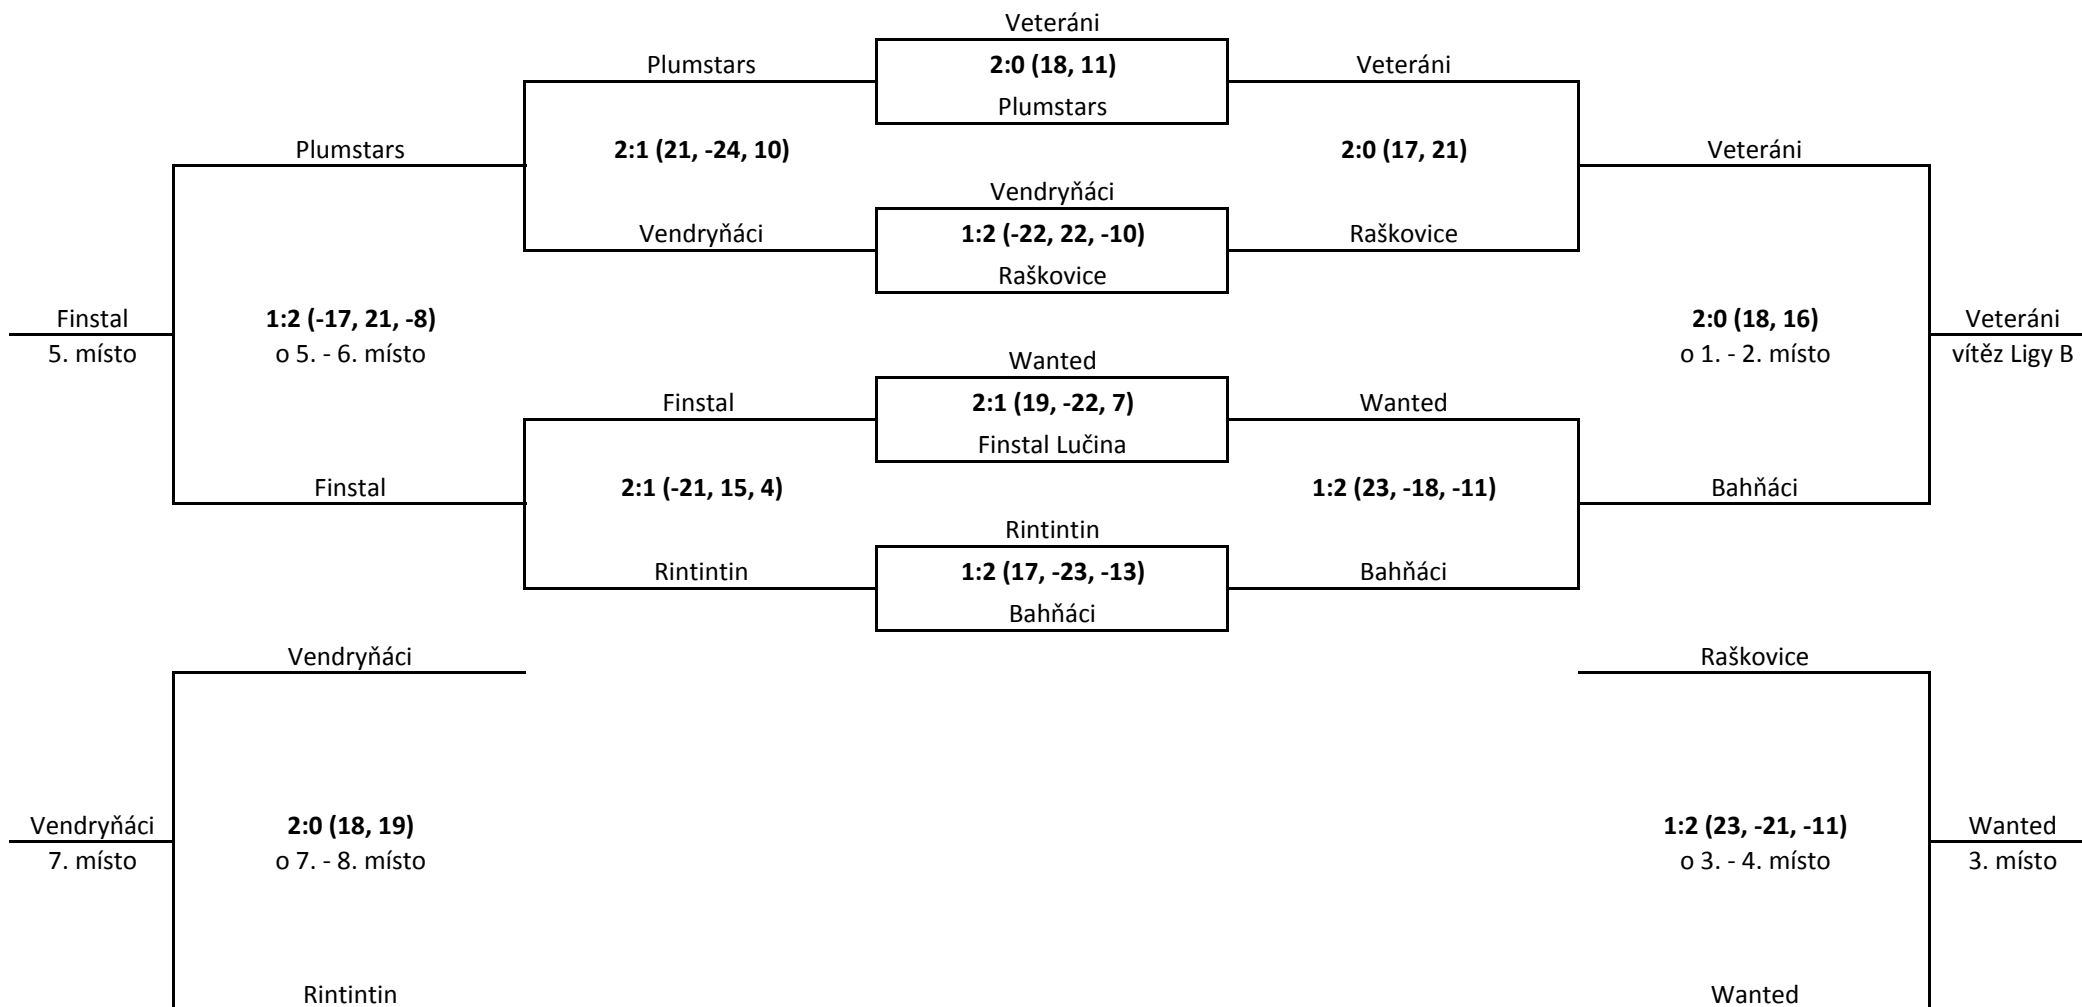 Veteráni
Plumstars 2:0 (18, 11) Veteráni
Plumstars
Plumstars 2:1 (21, -24, 10) 2:0 (17, 21) Veteráni
Vendryňáci
Vendryňáci 1:2 (-22, 22, -10) Raškovice
Raškovice
Finstal 1:2 (-17, 21, -8) 2:0 (18, 16) Veteráni
5. místo o 5. - 6. místo Wanted o 1. - 2. místo vítěz Ligy B
Finstal 2:1 (19, -22, 7) Wanted
Finstal Lučina
Finstal 2:1 (-21, 15, 4) 1:2 (23, -18, -11) Bahňáci
Rintintin
Rintintin 1:2 (17, -23, -13) Bahňáci
Bahňáci
Vendryňáci Raškovice
Vendryňáci 2:0 (18, 19) 1:2 (23, -21, -11) Wanted
7. místo o 7. - 8. místo o 3. - 4. místo 3. místo
Rintintin Wanted